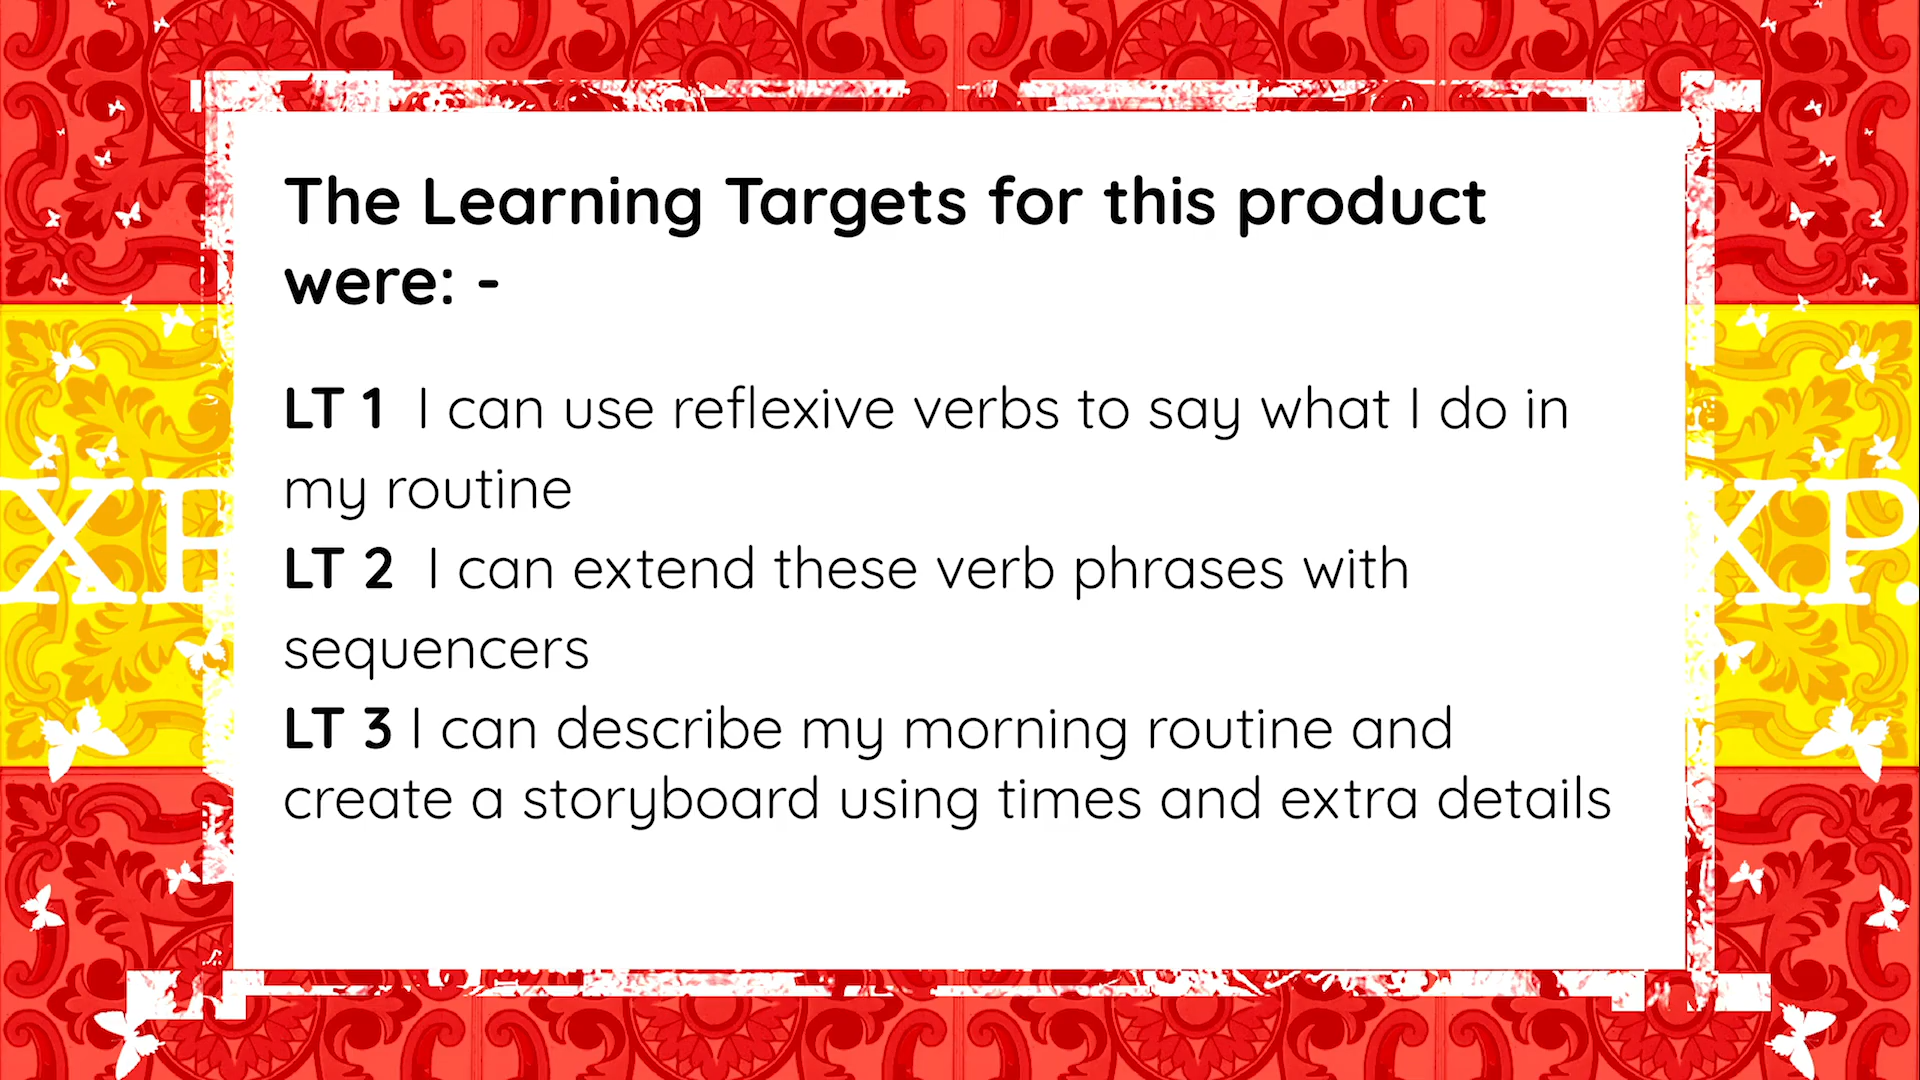 The Learning Targets for this product
were: -
LT 1 I can use reflexive verbs to say what I do in
my routine
LT 2 I can extend these verb phrases with
sequencers
LT 3 I can describe my morning routine and
create a storyboard using times and extra details
XP.